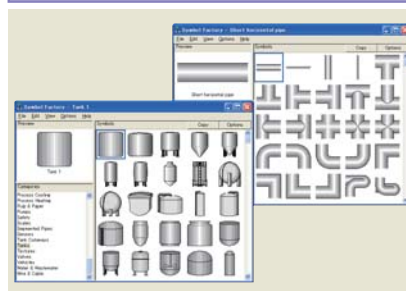 Symbol Factory - Short horizontal pipe
File Edit View Options Help
Preview
Symbols
Copy
Options
Short horizontal pipe
Symbol Factory - Tank 1
File Edit View Options Help
Preview
Symbols
Copy
Options
Tank 1
Categories
Process Cooling
Process Heating
Pulp & Paper
Pumps
Safety
Scales
Segmented Pipes
Sensors
Tank Cutaways
Tanks
Textures
Valves
Vehicles
Water & Wastewater
Wire & Cable